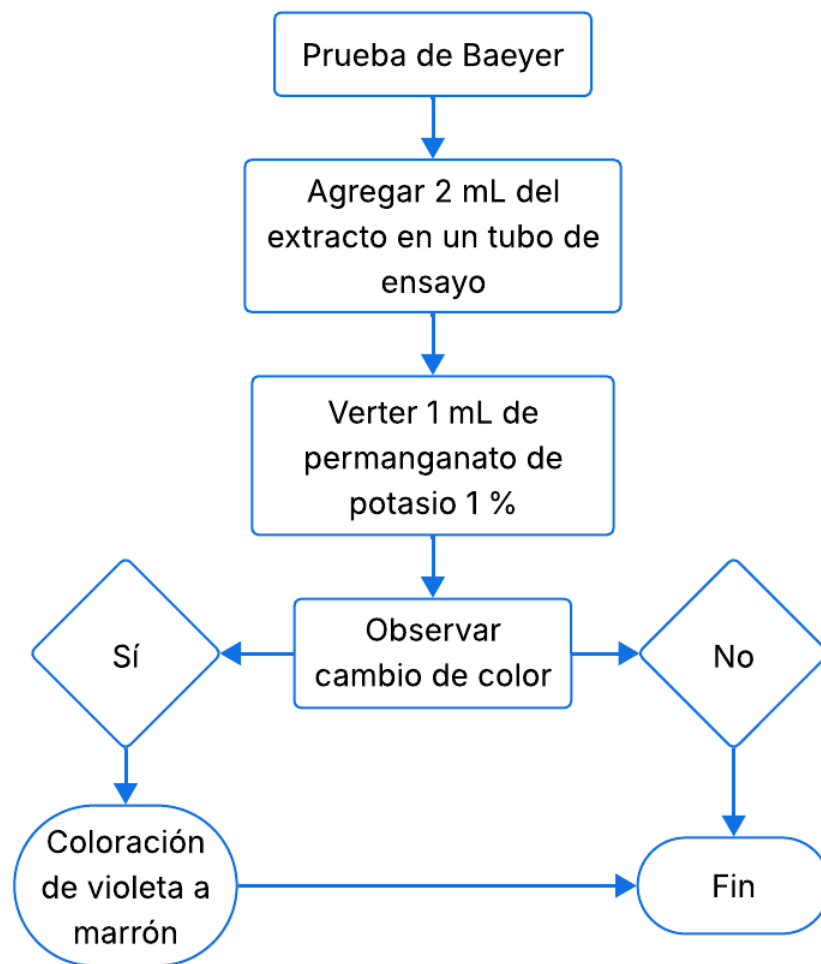 Prueba de Baeyer
Agregar 2 mL del
extracto en un tubo de
ensayo
Verter 1 mL de
permanganato de
potasio 1 %
Observar
cambio de color
Sí
No
Coloración
de violeta a
marrón
Fin